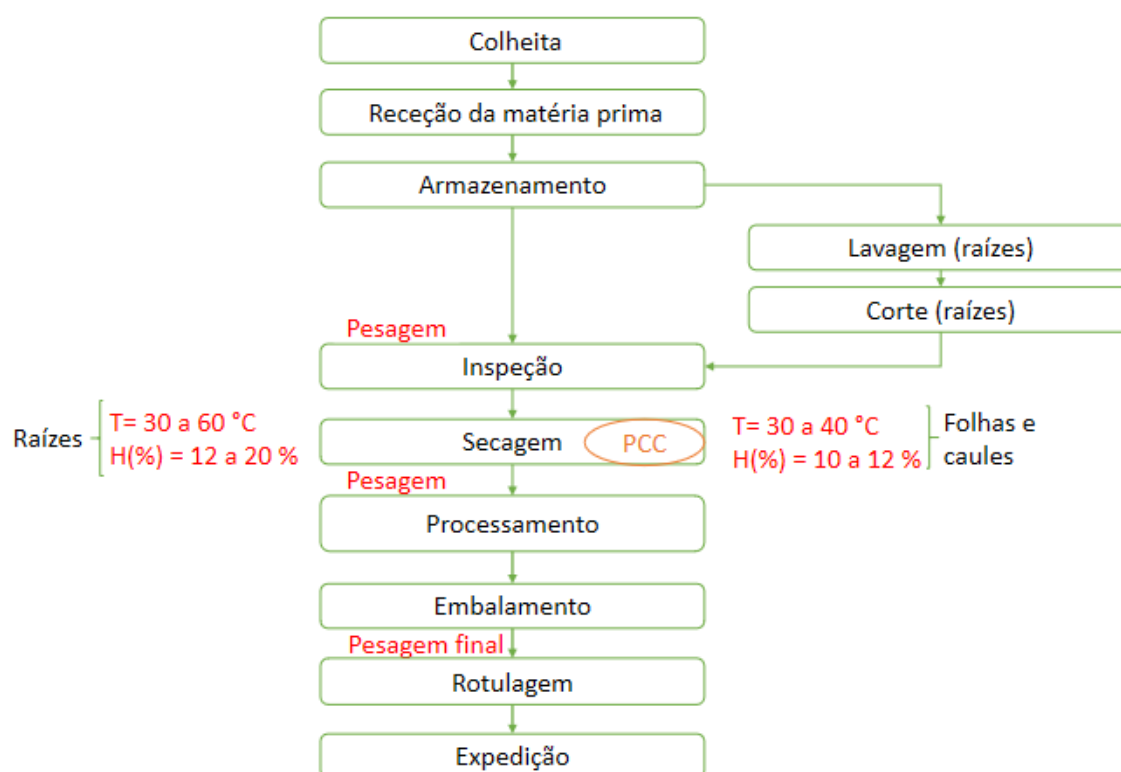 Colheita
Receção da matéria prima
Armazenamento
Lavagem (raízes)
Corte (raízes)
Pesagem
Inspeção
Raízes
T= 30 a 60 °C
H(%) = 12 a 20 %
Secagem
PCC
T= 30 a 40 °C
H(%) = 10 a 12 %
Folhas e
caules
Pesagem
Processamento
Embalamento
Pesagem final
Rotulagem
Expedição